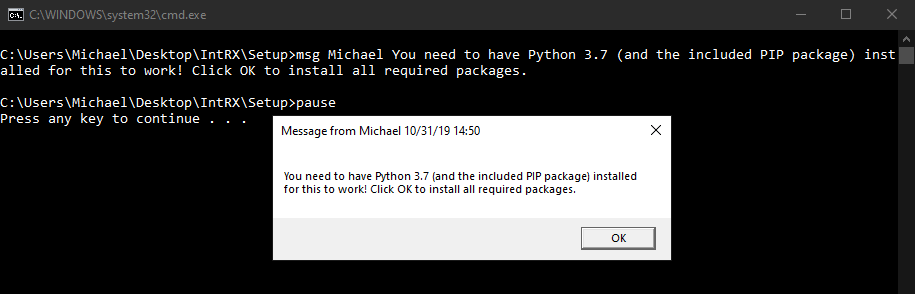 C:\WINDOWS\system32\cmd.exe
C:\Users\Michael\Desktop\IntRX\Setup>msg Michael You need to have Python 3.7 (and the included PIP package) inst
alled for this to work! Click OK to install all required packages.
C:\Users\Michael\Desktop\IntRX\Setup>pause
Press any key to continue . . .
Message from Michael 10/31/19 14:50
You need to have Python 3.7 (and the included PIP package) installed
for this to work! Click OK to install all required packages.
OK